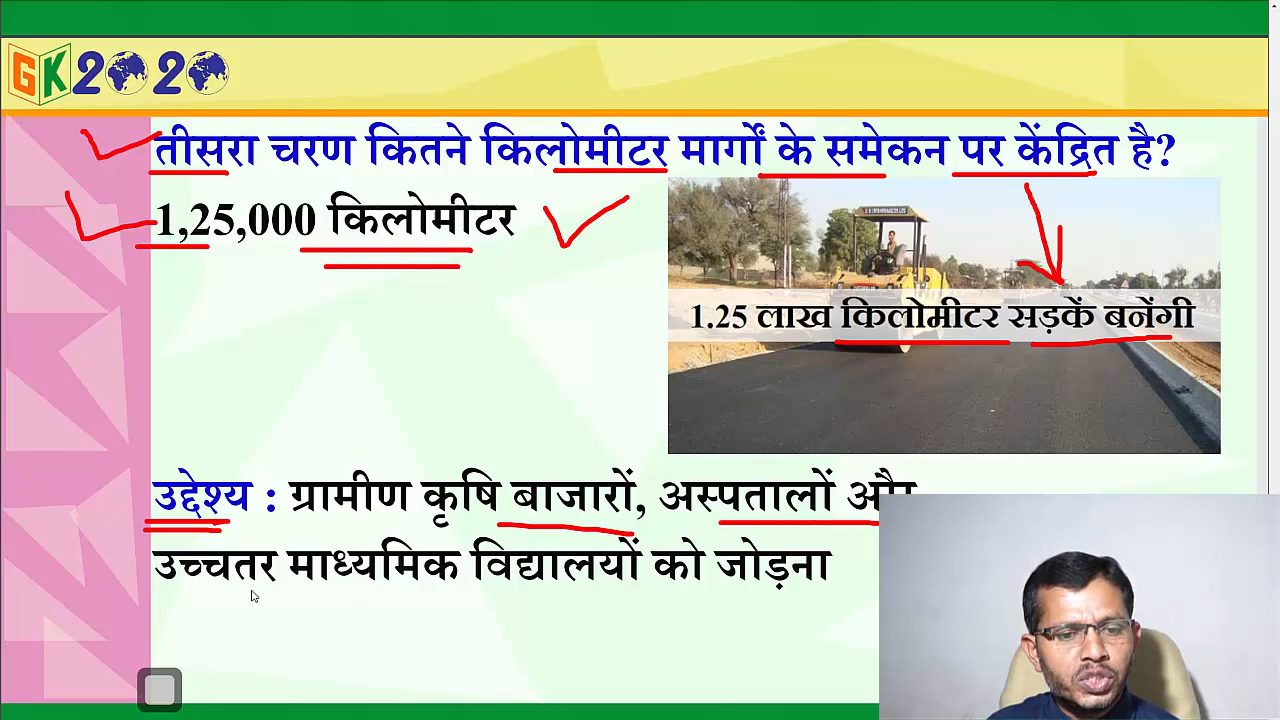 GK2020
तीसरा चरण कितने किलोमीटर मार्गों के समेकन पर केंद्रित है?
1,25,000 किलोमीटर
1.25 लाख किलोमीटर सड़कें बनेंगी
उद्देश्य : ग्रामीण कृषि बाजारों, अस्पतालों और
उच्चतर माध्यमिक विद्यालयों को जोड़ना